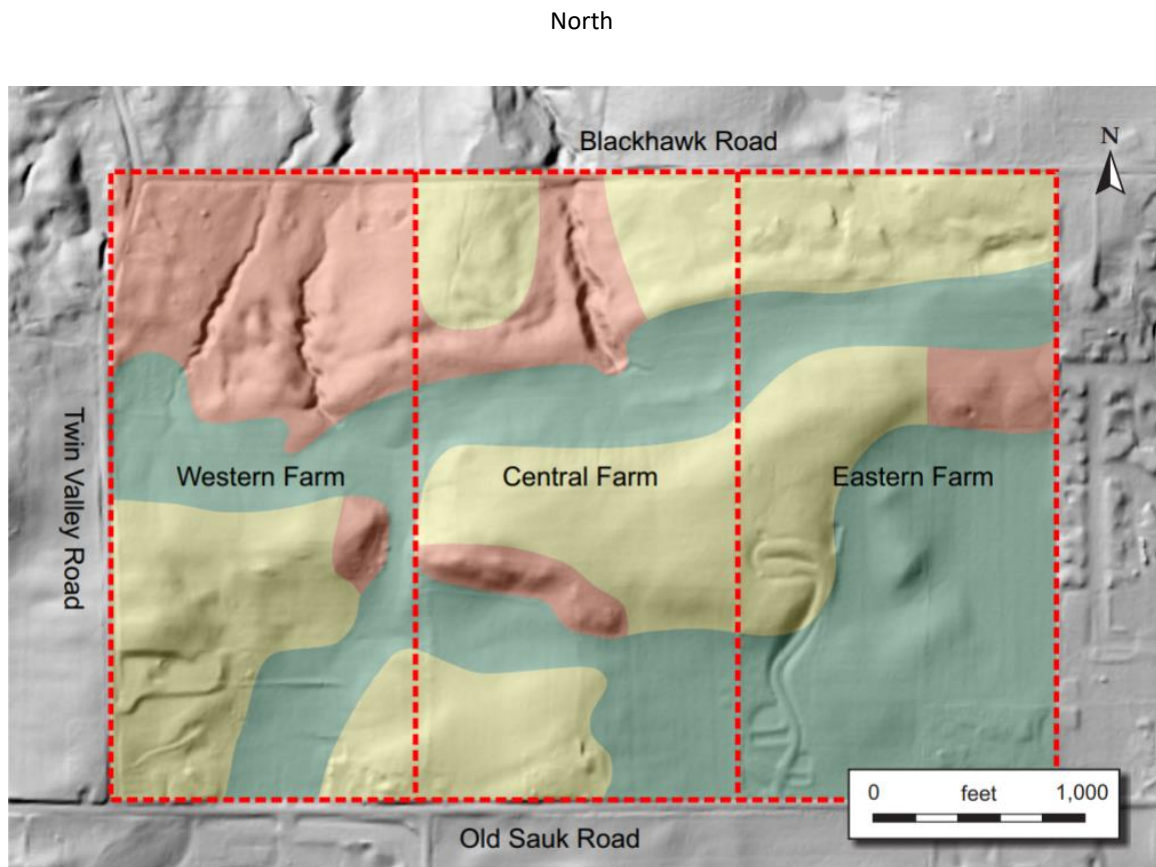 North
Blackhawk Road
N
Twin Valley Road
Western Farm
Central Farm
Eastern Farm
0 feet 1,000
Old Sauk Road